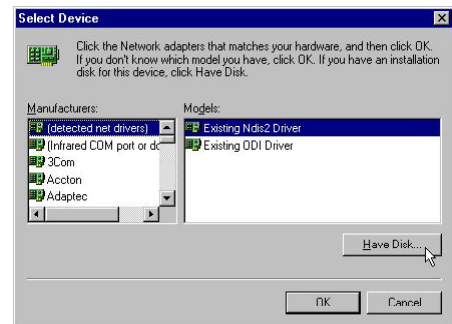 Select Device
Click the Network adapters that matches your hardware, and then click OK.
If you don't know which model you have, click OK. If you have an installation
disk for this device, click Have Disk.
Manufacturers:
Models:
(detected net drivers)
(Infrared COM port or dc
3Com
Accton
Adaptec
Existing Ndis2 Driver
Existing ODI Driver
Have Disk...
OK
Cancel